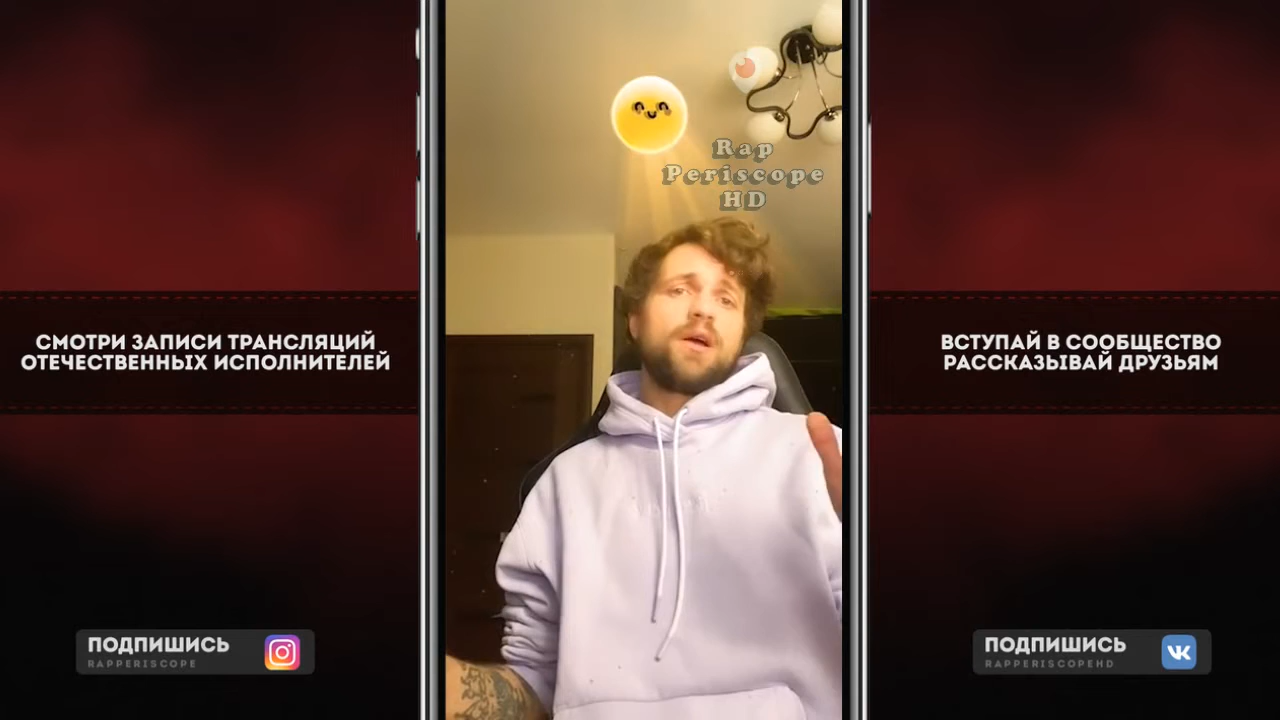 Rap
Periscope
HD
СМОТРИ ЗАПИСИ ТРАНСЛЯЦИЙ
ОТЕЧЕСТВЕННЫХ ИСПОЛНИТЕЛЕЙ
ВСТУПАЙ В СООБЩЕСТВО
РАССКАЗЫВАЙ ДРУЗЬЯМ
ПОДПИШИСЬ
RAPPERISCOPE
ПОДПИШИСЬ
RAPPERISCOPEHD